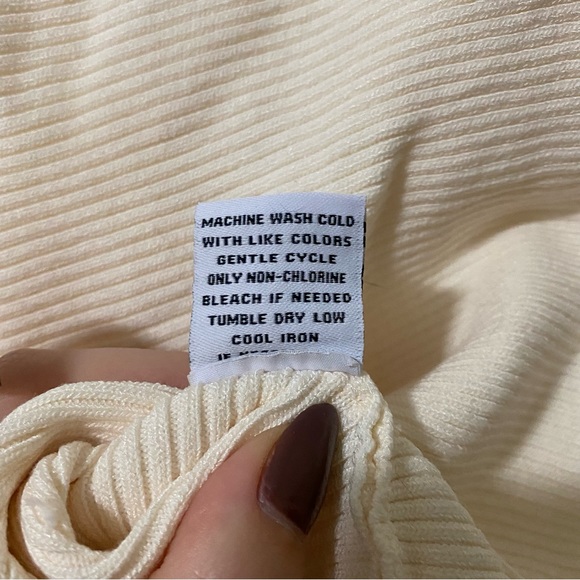 MACHINE WASH COLD
WITH LIKE COLORS
GENTLE CYCLE
ONLY NON-CHLORINE
BLEACH IF NEEDED
TUMBLE DRY LOW
COOL IRON
IF